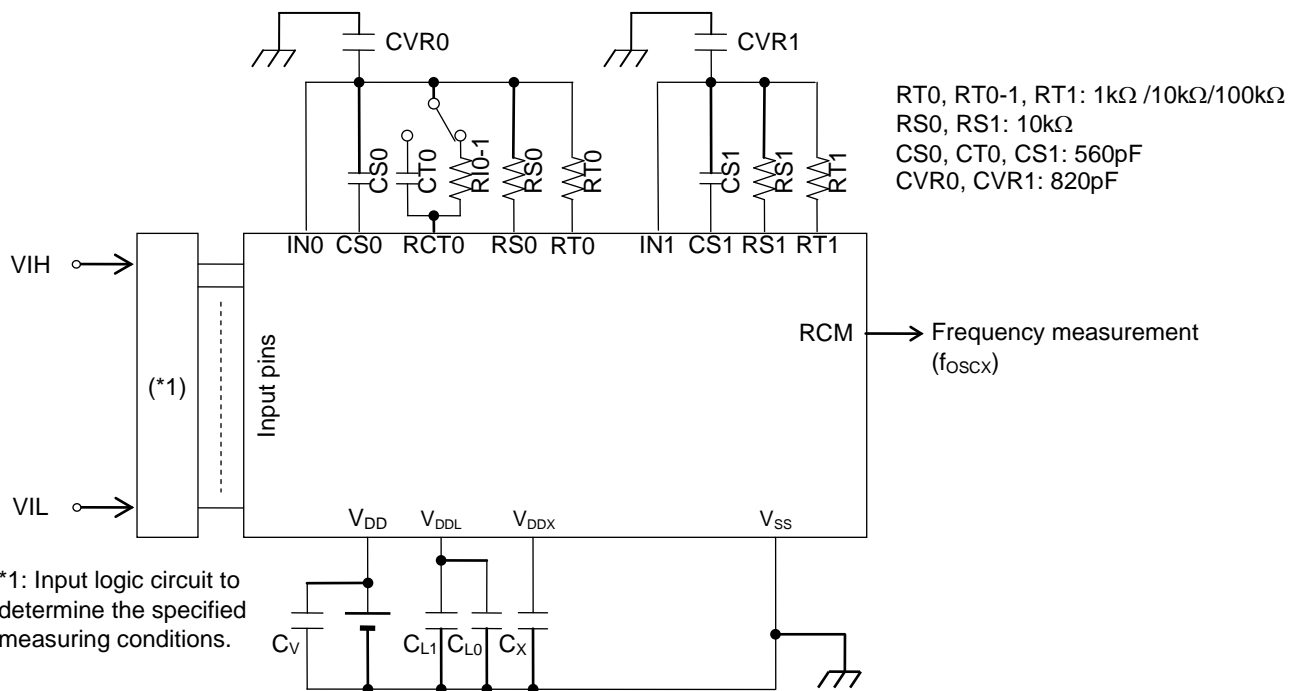 CVR0
CVR1
RT0, RT0-1, RT1: 1kΩ /10kΩ/100kΩ
RS0, RS1: 10kΩ
CS0, CT0, CS1: 560pF
CVR0, CVR1: 820pF
CS0
CT0
RI0-1
RS0
RT0
CS1
RS1
RT1
IN0 CS0 RCT0 RS0 RT0
IN1 CS1 RS1 RT1
VIH
(*1)
Input pins
RCM
Frequency measurement
(fOSCX)
VIL
VDD VDDL VDDX VSS
*1: Input logic circuit to
determine the specified
measuring conditions.
CV
CL1
CL0
CX